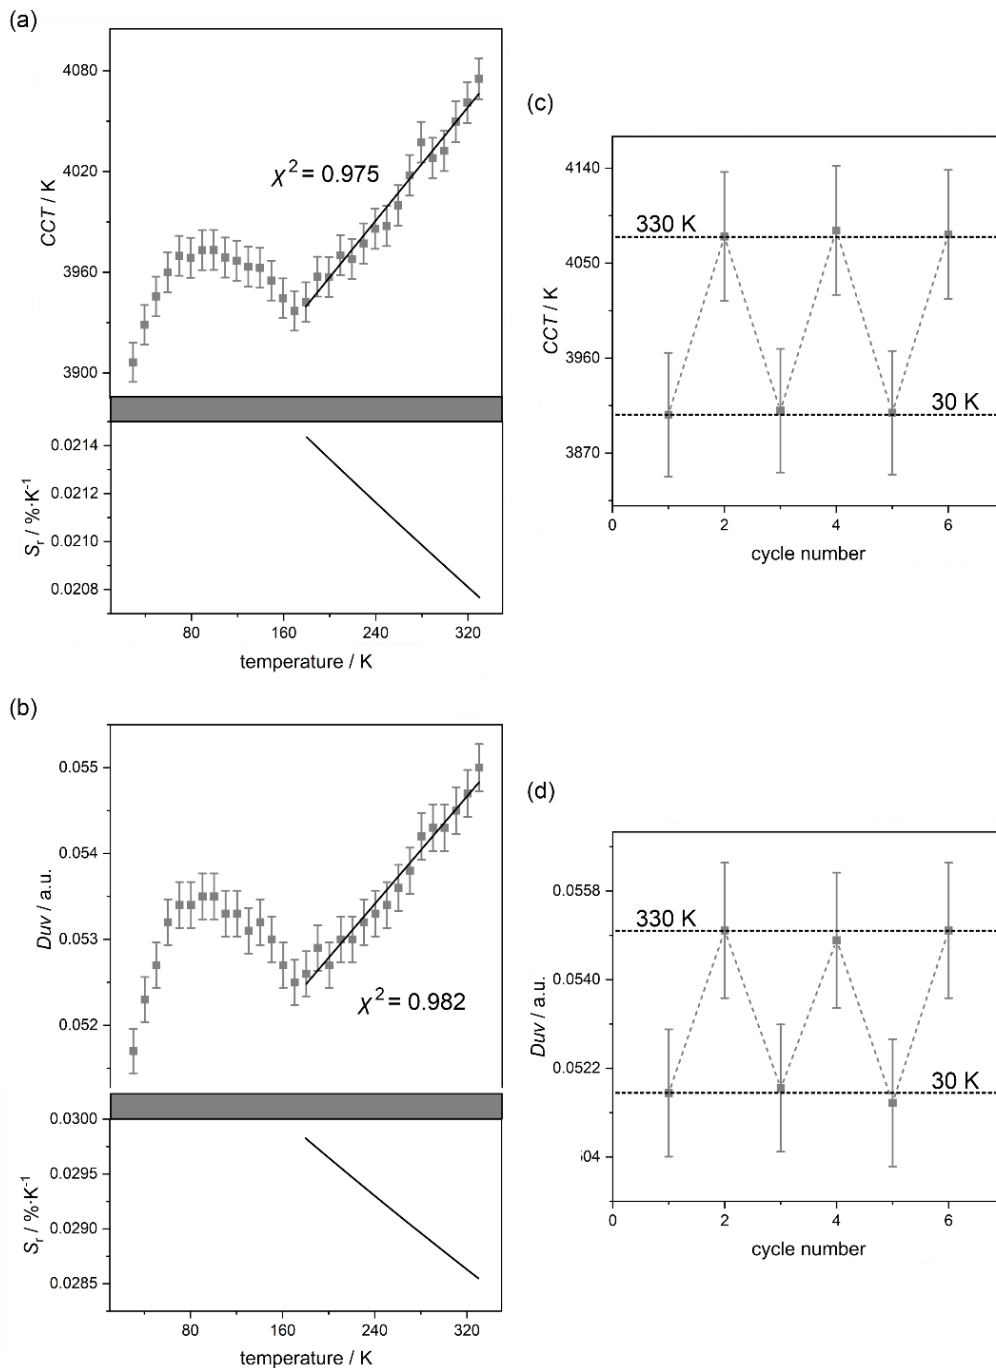 (a)
4080
4020
3960
3900
CCT / K
χ² = 0.975
0.0214
0.0212
0.0210
0.0208
Sr / %·K⁻¹
80
160
240
320
temperature / K
(b)
0.055
0.054
0.053
0.052
Duv / a.u.
χ² = 0.982
0.0300
0.0295
0.0290
0.0285
Sr / %·K⁻¹
80
160
240
320
temperature / K
(c)
4140
4050
3960
3870
CCT / K
330 K
30 K
0
2
4
6
cycle number
(d)
0.0558
0.0540
0.0522
504
Duv / a.u.
330 K
30 K
0
2
4
6
cycle number